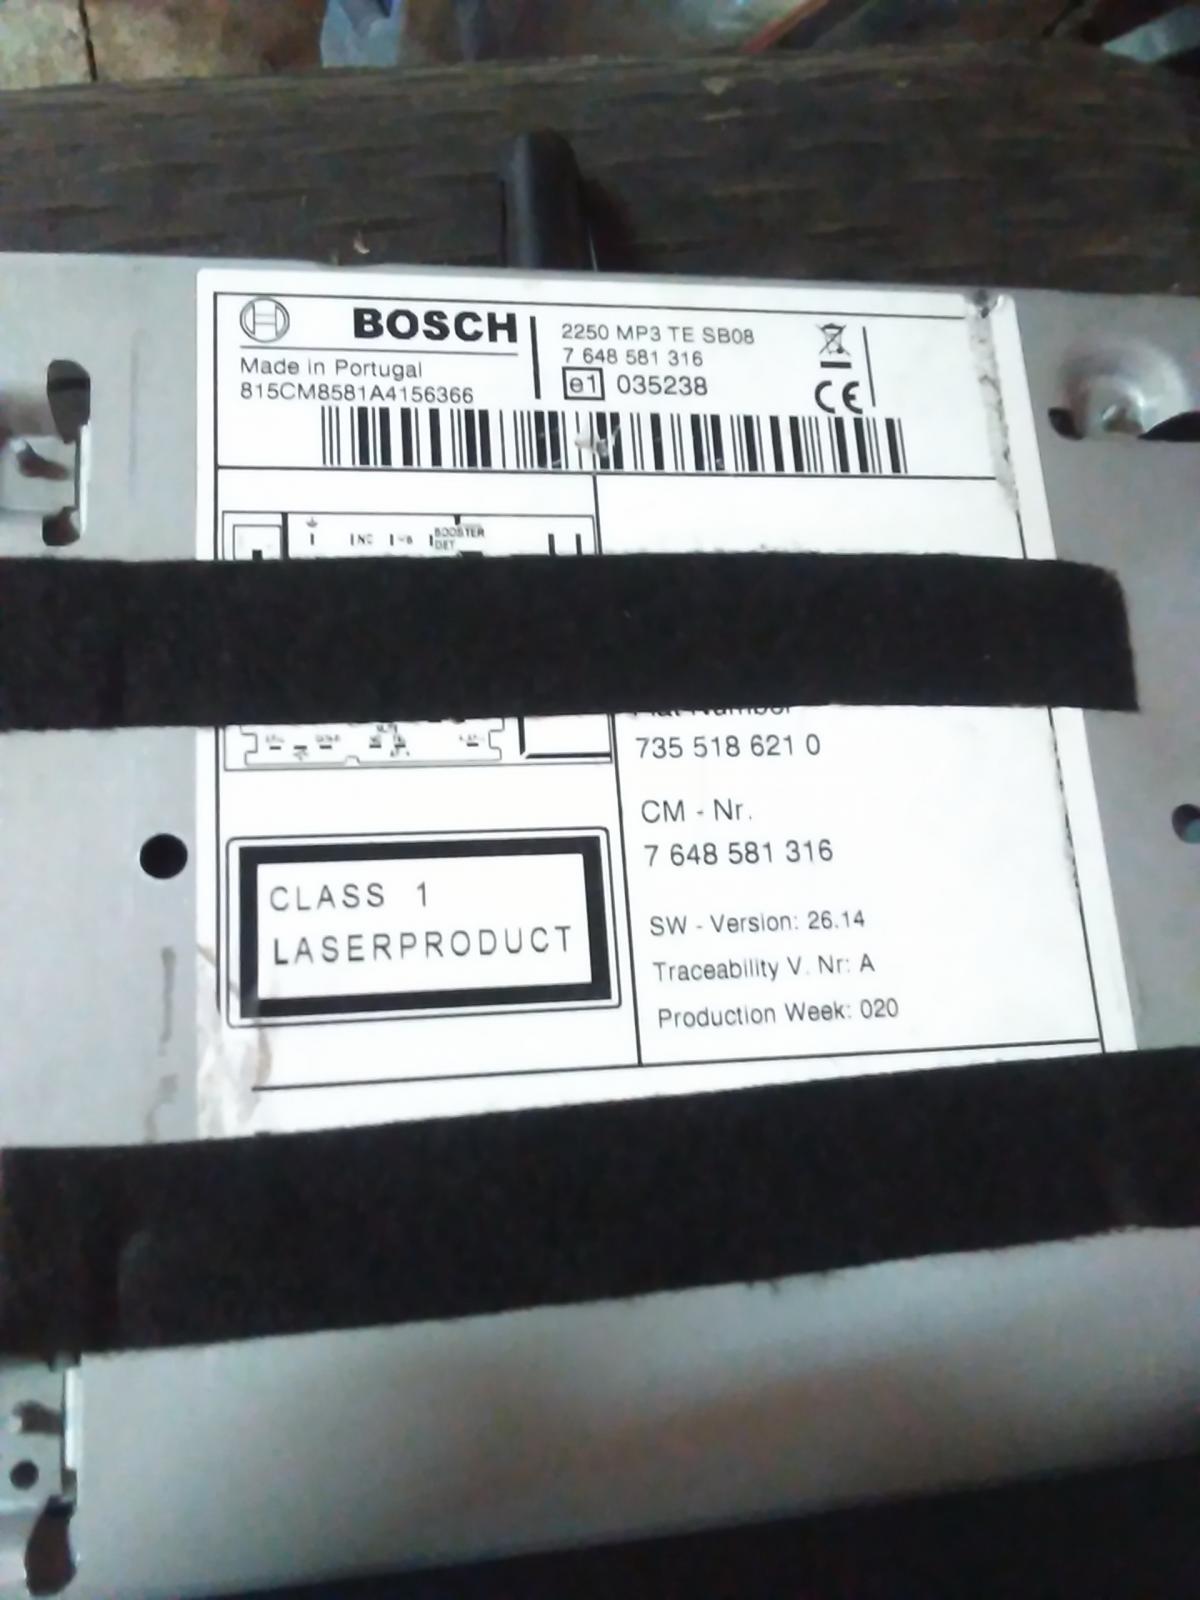 BOSCH
Made in Portugal
815CM8581A4156366
2250 MP3 TE SB08
7 648 581 316
e1 035238
CE
BOOSTER
DET
735 518 621 0
CM - Nr.
7 648 581 316
SW - Version: 26.14
Traceability V. Nr: A
Production Week: 020
CLASS 1
LASERPRODUCT